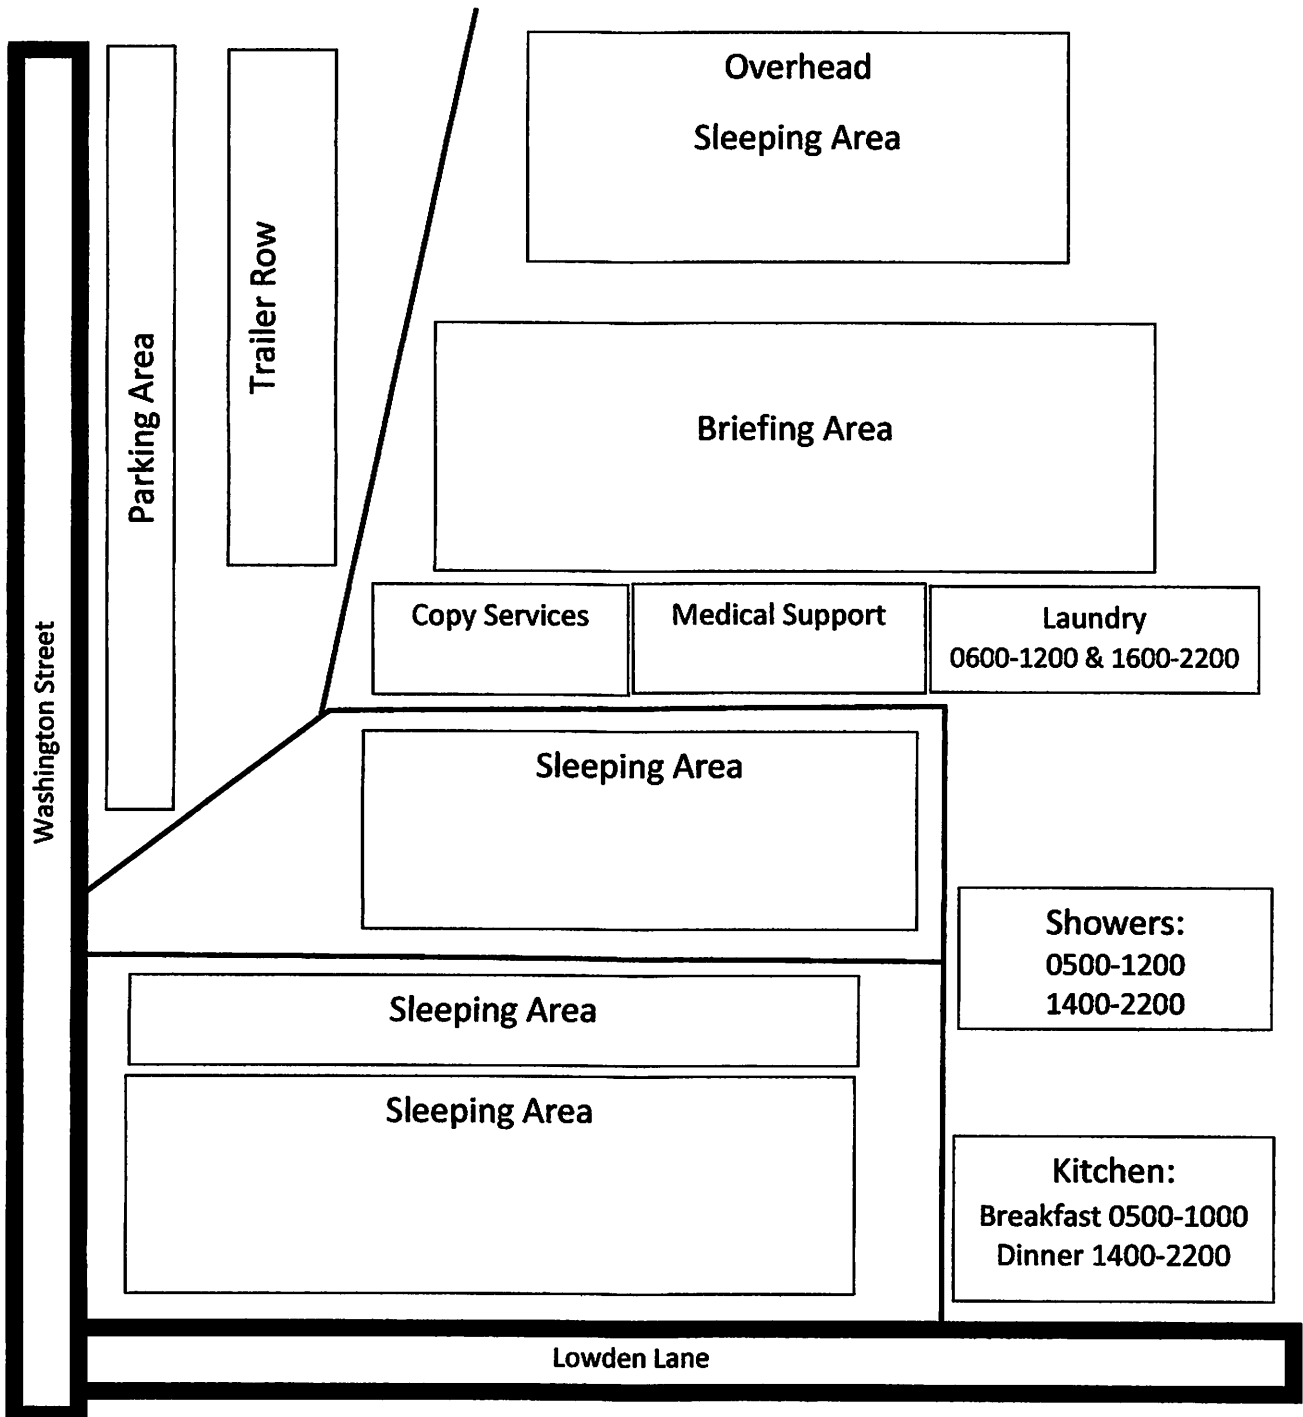 Overhead
Sleeping Area
Trailer Row
Parking Area
Briefing Area
Copy Services
Medical Support
Laundry
0600-1200 & 1600-2200
Washington Street
Sleeping Area
Showers:
0500-1200
1400-2200
Sleeping Area
Sleeping Area
Kitchen:
Breakfast 0500-1000
Dinner 1400-2200
Lowden Lane